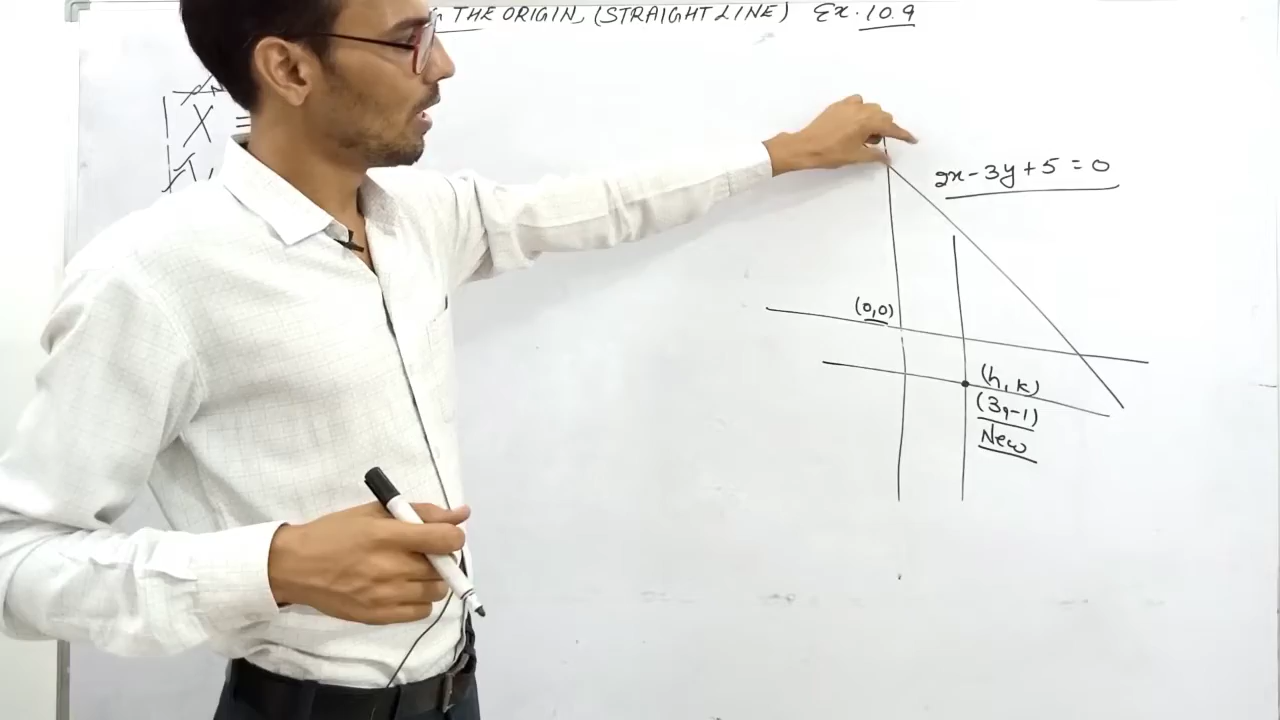 THE ORIGIN, (STRAIGHT LINE) Ex. 10.9
X =
2x - 3y + 5 = 0
(0,0)
(h, k)
(3, -1)
New